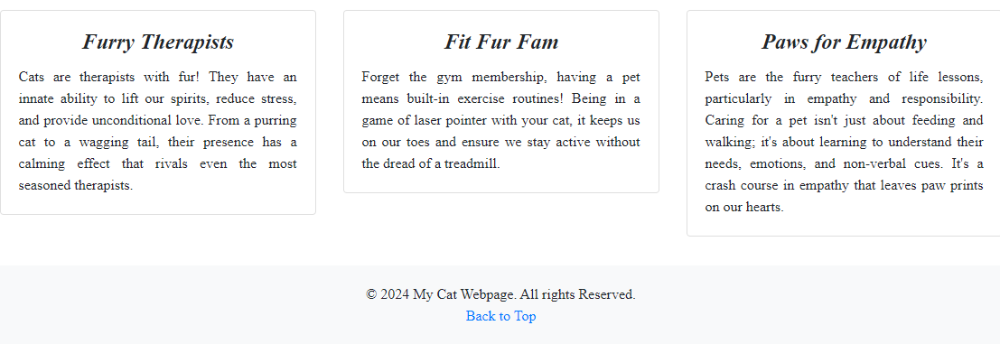 Furry Therapists
Cats are therapists with fur! They have an
innate ability to lift our spirits, reduce stress,
and provide unconditional love. From a purring
cat to a wagging tail, their presence has a
calming effect that rivals even the most
seasoned therapists.
Fit Fur Fam
Forget the gym membership, having a pet
means built-in exercise routines! Being in a
game of laser pointer with your cat, it keeps us
on our toes and ensure we stay active without
the dread of a treadmill.
Paws for Empathy
Pets are the furry teachers of life lessons,
particularly in empathy and responsibility.
Caring for a pet isn't just about feeding and
walking; it's about learning to understand their
needs, emotions, and non-verbal cues. It's a
crash course in empathy that leaves paw prints
on our hearts.
© 2024 My Cat Webpage. All rights Reserved.
Back to Top